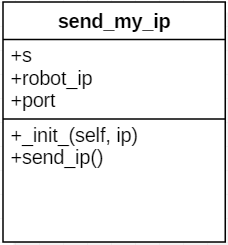 send_my_ip
+s
+robot_ip
+port
+_init_(self, ip)
+send_ip()